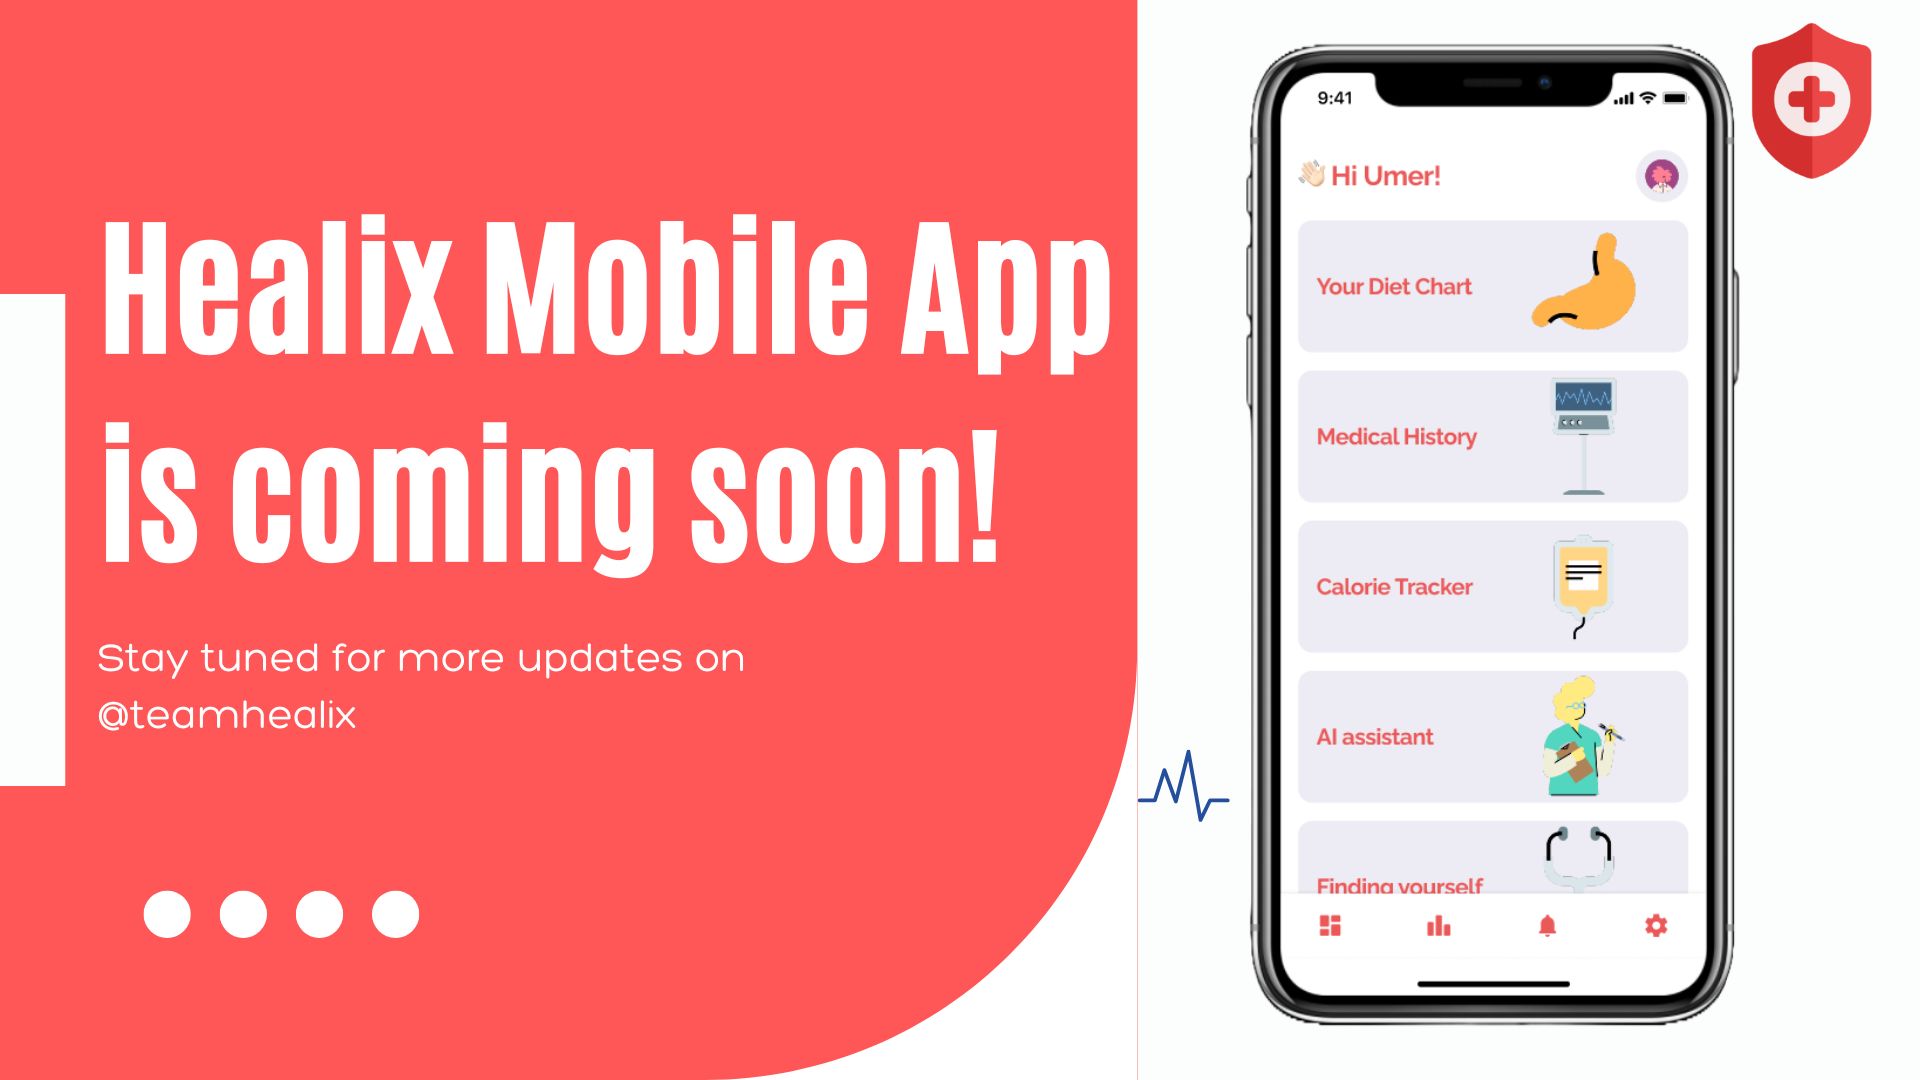 Healix Mobile App
is coming soon!
Stay tuned for more updates on
@teamhealix
9:41
👋🏻 Hi Umer!
Your Diet Chart
Medical History
Calorie Tracker
AI assistant
Finding yourself